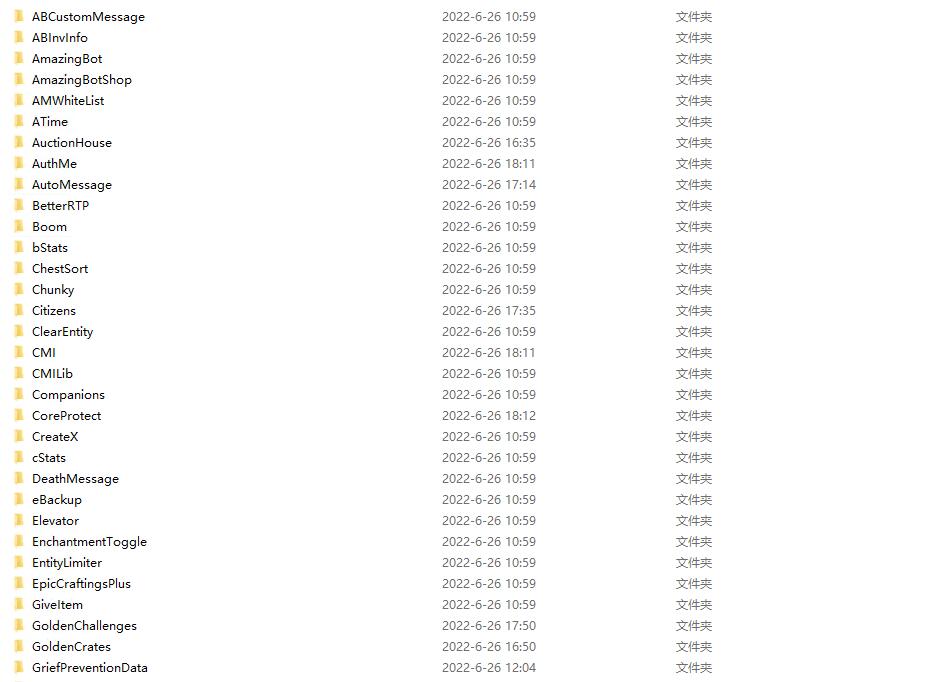 ABCustomMessage 2022-6-26 10:59 文件夹
ABInvInfo 2022-6-26 10:59 文件夹
AmazingBot 2022-6-26 10:59 文件夹
AmazingBotShop 2022-6-26 10:59 文件夹
AMWhiteList 2022-6-26 10:59 文件夹
ATime 2022-6-26 10:59 文件夹
AuctionHouse 2022-6-26 16:35 文件夹
AuthMe 2022-6-26 18:11 文件夹
AutoMessage 2022-6-26 17:14 文件夹
BetterRTP 2022-6-26 10:59 文件夹
Boom 2022-6-26 10:59 文件夹
bStats 2022-6-26 10:59 文件夹
ChestSort 2022-6-26 10:59 文件夹
Chunky 2022-6-26 10:59 文件夹
Citizens 2022-6-26 17:35 文件夹
ClearEntity 2022-6-26 10:59 文件夹
CMI 2022-6-26 18:11 文件夹
CMILib 2022-6-26 10:59 文件夹
Companions 2022-6-26 10:59 文件夹
CoreProtect 2022-6-26 18:12 文件夹
CreateX 2022-6-26 10:59 文件夹
cStats 2022-6-26 10:59 文件夹
DeathMessage 2022-6-26 10:59 文件夹
eBackup 2022-6-26 10:59 文件夹
Elevator 2022-6-26 10:59 文件夹
EnchantmentToggle 2022-6-26 10:59 文件夹
EntityLimiter 2022-6-26 10:59 文件夹
EpicCraftingsPlus 2022-6-26 10:59 文件夹
GiveItem 2022-6-26 10:59 文件夹
GoldenChallenges 2022-6-26 17:50 文件夹
GoldenCrates 2022-6-26 16:50 文件夹
GriefPreventionData 2022-6-26 12:04 文件夹